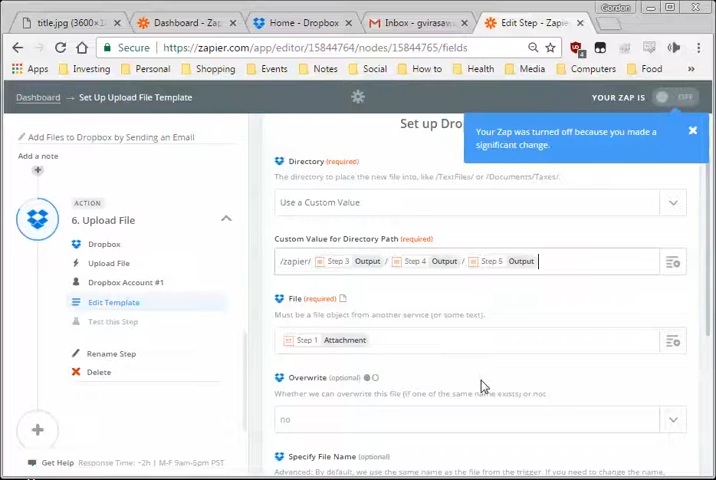 Gordon
title.jpg (3600×1
Dashboard - Zap
Home - Dropbox
Inbox - gvirasaw
Edit Step - Zapier
Secure
https://zapier.com/app/editor/15844764/nodes/15844765/fields
4
Apps
Investing
Personal
Shopping
Events
Notes
How to
Health
Media
Computers
Food
Dashboard → Set Up Upload File Template
YOUR ZAP IS
OFF
Your Zap was turned off because you made a
significant change.
Add Files to Dropbox by Sending an Email
Add a note
ACTION
6. Upload File
Dropbox
Upload File
Dropbox Account #1
Edit Template
Test this Step
Rename Step
Delete
Get Help Response Time: ~2h | M-F 9am-6pm PST
Set up Dro
Directory (required)
The directory to place the new file into, like /TextFiles/ or /Documents/Taxes/.
Use a Custom Value
Custom Value for Directory Path (required)
/zapier/ Step 3 Output / Step 4 Output / Step 5 Output
File (required)
Must be a file object from another service (or some text).
Step 1 Attachment
Overwrite (optional)
Whether we can overwrite this file (if one of the same name exists) or not
no
Specify File Name (optional)
Advanced: By default, we use the same name as the file from the trigger. If you need to change the name,